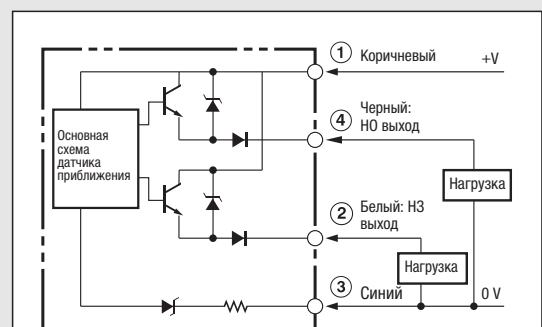 1 Коричневый +V
4 Черный:
НО выход
Основная
схема
датчика
приближения
Нагрузка
2 Белый: НЗ
выход
Нагрузка
3 Синий 0 V